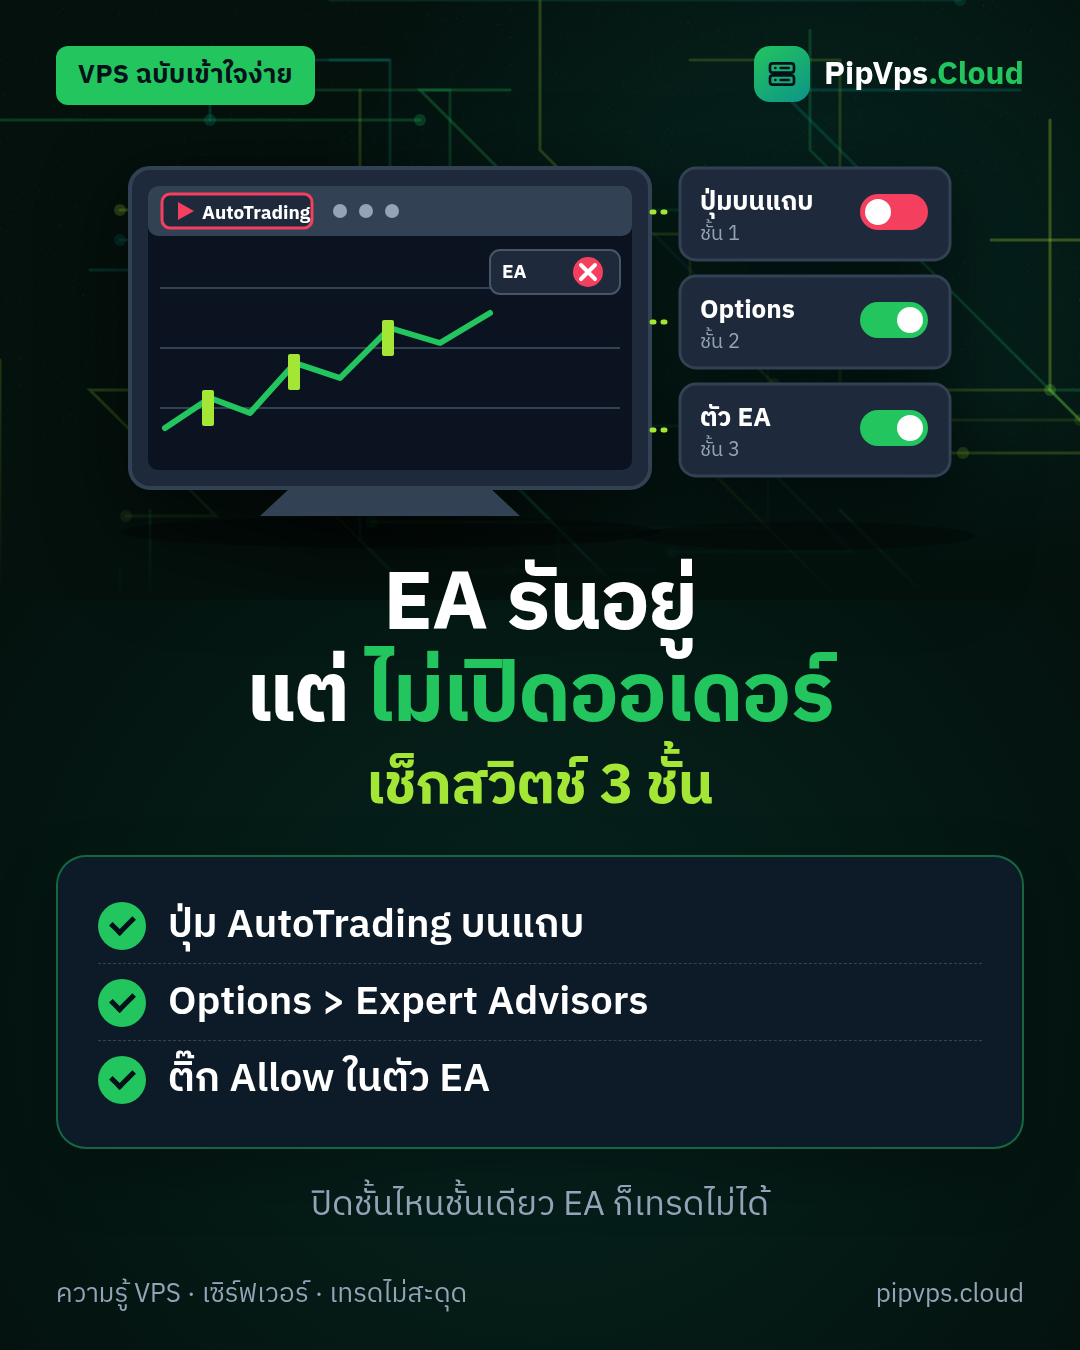 VPS ฉบับเข้าใจง่าย
PipVps.Cloud
AutoTrading
EA
ปุ่มบนแถบ
ชั้น 1
Options
ชั้น 2
ตัว EA
ชั้น 3
EA รันอยู่
แต่ ไม่เปิดออเดอร์
เช็กสวิตช์ 3 ชั้น
ปุ่ม AutoTrading บนแถบ
Options > Expert Advisors
ติ๊ก Allow ในตัว EA
ปิดชั้นไหนชั้นเดียว EA ก็เทรดไม่ได้
ความรู้ VPS · เซิร์ฟเวอร์ · เทรดไม่สะดุด
pipvps.cloud